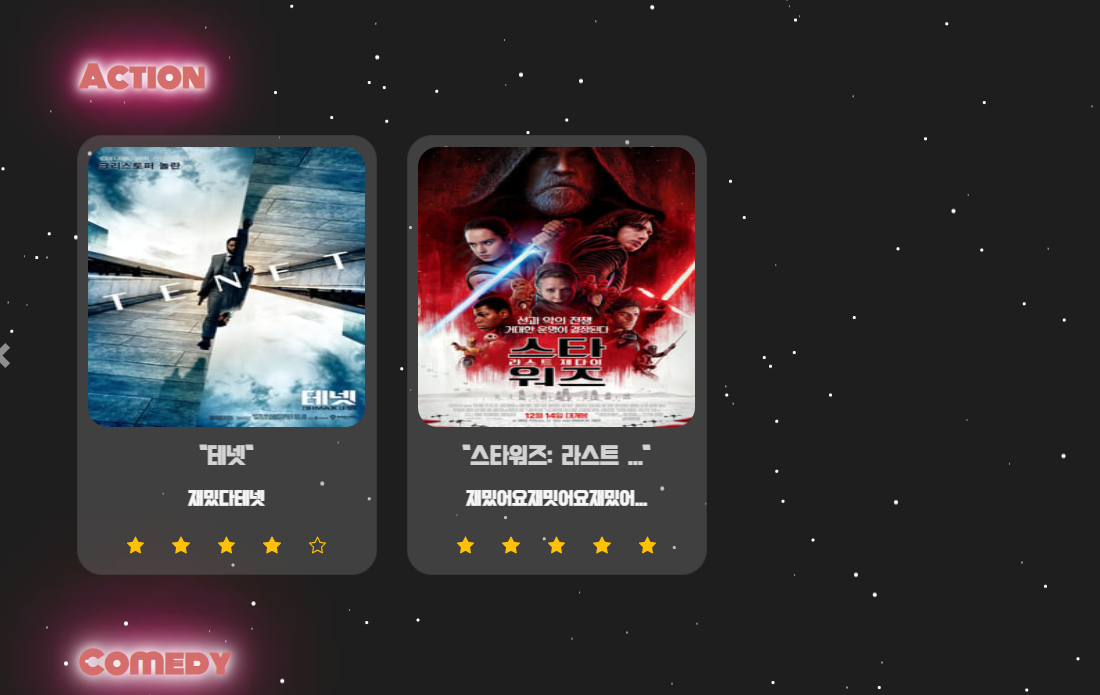 Action
크리스토퍼 놀란
TENET
테넷
"테넷"
재밌다테넷
선과 악의 전쟁
거대한 운명이 결정된다
스타
라스트 제다이
워즈
12월 14일 대개봉
"스타워즈: 라스트 ..."
재밌어요재밋어요재밌어...
Comedy